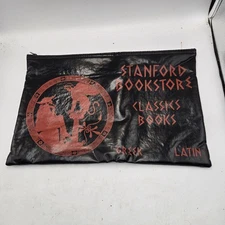 STANFORD
BOOKSTORE
CLASSICS
BOOKS
GREEK LATIN